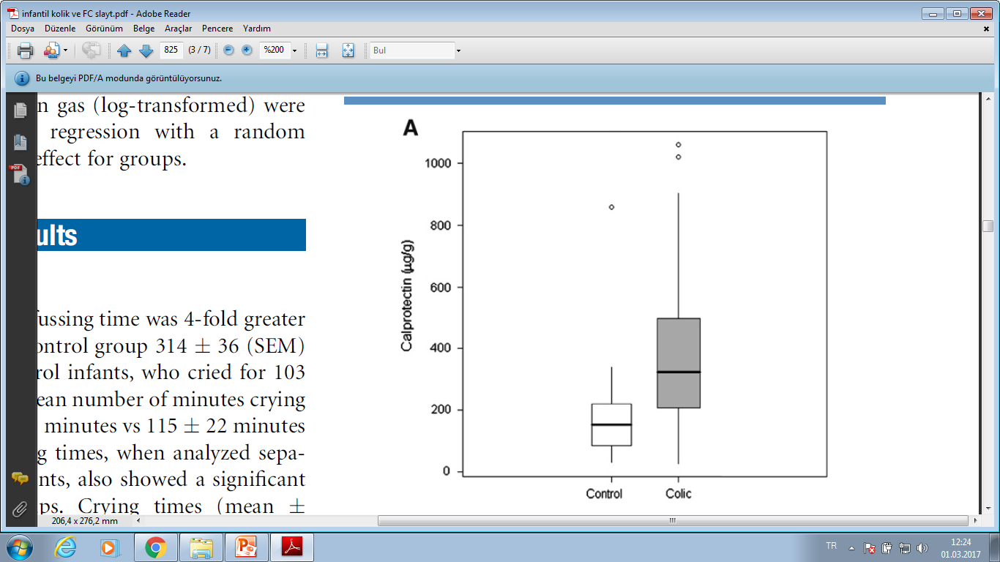 infantil kolik ve FC slayt.pdf - Adobe Reader
Dosya Düzenle Görünüm Belge Araçlar Pencere Yardım
825 (3 / 7) %200 Bul
Bu belgeyi PDF/A modunda görüntülüyorsunuz.
n gas (log-transformed) were
regression with a random
effect for groups.
ults
fussing time was 4-fold greater
ontrol group 314 ± 36 (SEM)
rol infants, who cried for 103
ean number of minutes crying
minutes vs 115 ± 22 minutes
g times, when analyzed sepa-
nts, also showed a significant
ps. Crying times (mean ±
A
Calprotectin (µg/g)
1000
800
600
400
200
0
Control Colic
206,4 x 276,2 mm
TR
12:24
01.03.2017